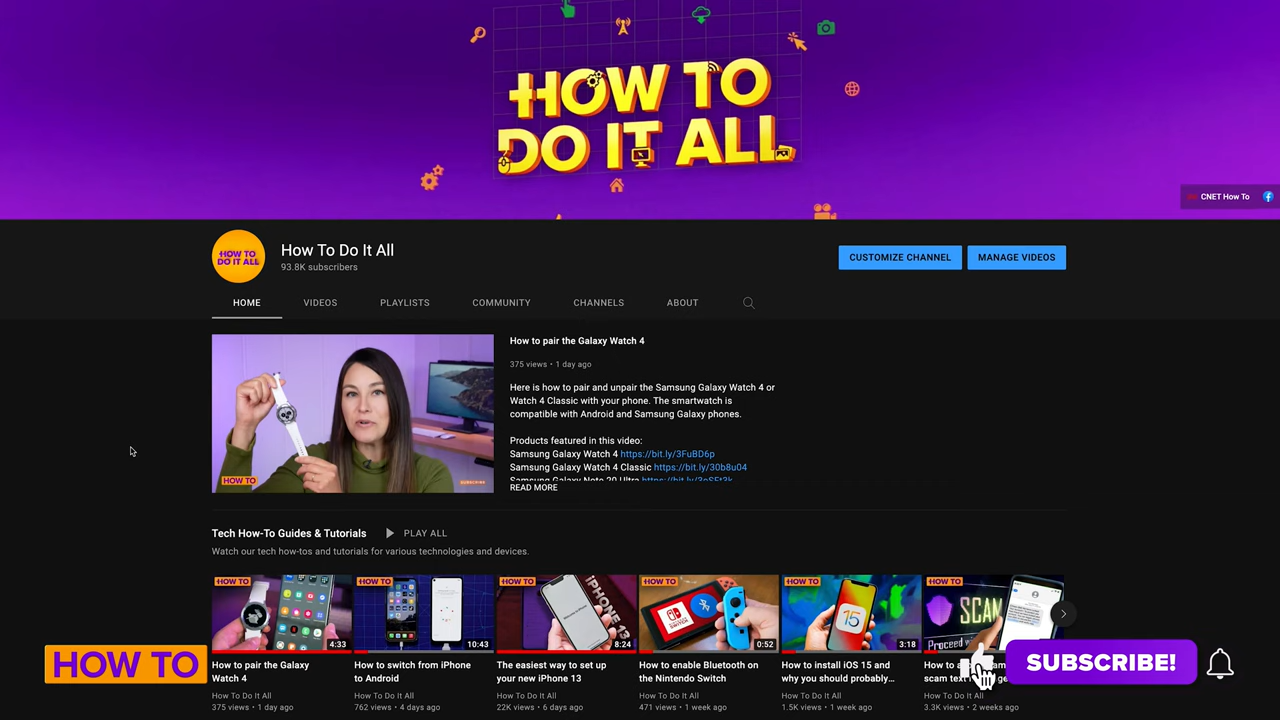 HOW TO
DO IT ALL
CNET How To
HOW TO
DO IT ALL
How To Do It All
93.8K subscribers
CUSTOMIZE CHANNEL
MANAGE VIDEOS
HOME
VIDEOS
PLAYLISTS
COMMUNITY
CHANNELS
ABOUT
HOW TO
SUBSCRIBE
How to pair the Galaxy Watch 4
375 views • 1 day ago
Here is how to pair and unpair the Samsung Galaxy Watch 4 or
Watch 4 Classic with your phone. The smartwatch is
compatible with Android and Samsung Galaxy phones.
Products featured in this video:
Samsung Galaxy Watch 4 https://bit.ly/3FuBD6p
Samsung Galaxy Watch 4 Classic https://bit.ly/30b8u04
Samsung Galaxy Note 20 Ultra
READ MORE
Tech How-To Guides & Tutorials
PLAY ALL
Watch our tech how-tos and tutorials for various technologies and devices.
HOW TO
4:33
How to pair the Galaxy
Watch 4
How To Do It All
375 views • 1 day ago
HOW TO
10:43
How to switch from iPhone
to Android
How To Do It All
762 views • 4 days ago
HOW TO
IPHONE 13
8:24
The easiest way to set up
your new iPhone 13
How To Do It All
22K views • 6 days ago
HOW TO
0:52
How to enable Bluetooth on
the Nintendo Switch
How To Do It All
471 views • 1 week ago
HOW TO
15
3:18
How to install iOS 15 and
why you should probably...
How To Do It All
1.5K views • 1 week ago
HOW TO
SCAM
Proceed
How to
scam
How To Do It All
3.3K views • 2 weeks ago
HOW TO
SUBSCRIBE!